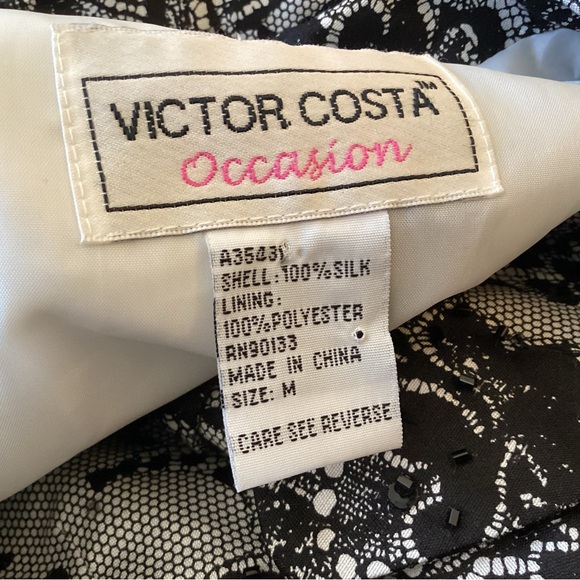 VICTOR COSTA™
Occasion
A35431
SHELL: 100%SILK
LINING:
100%POLYESTER
RN90133
MADE IN CHINA
SIZE: M
CARE SEE REVERSE